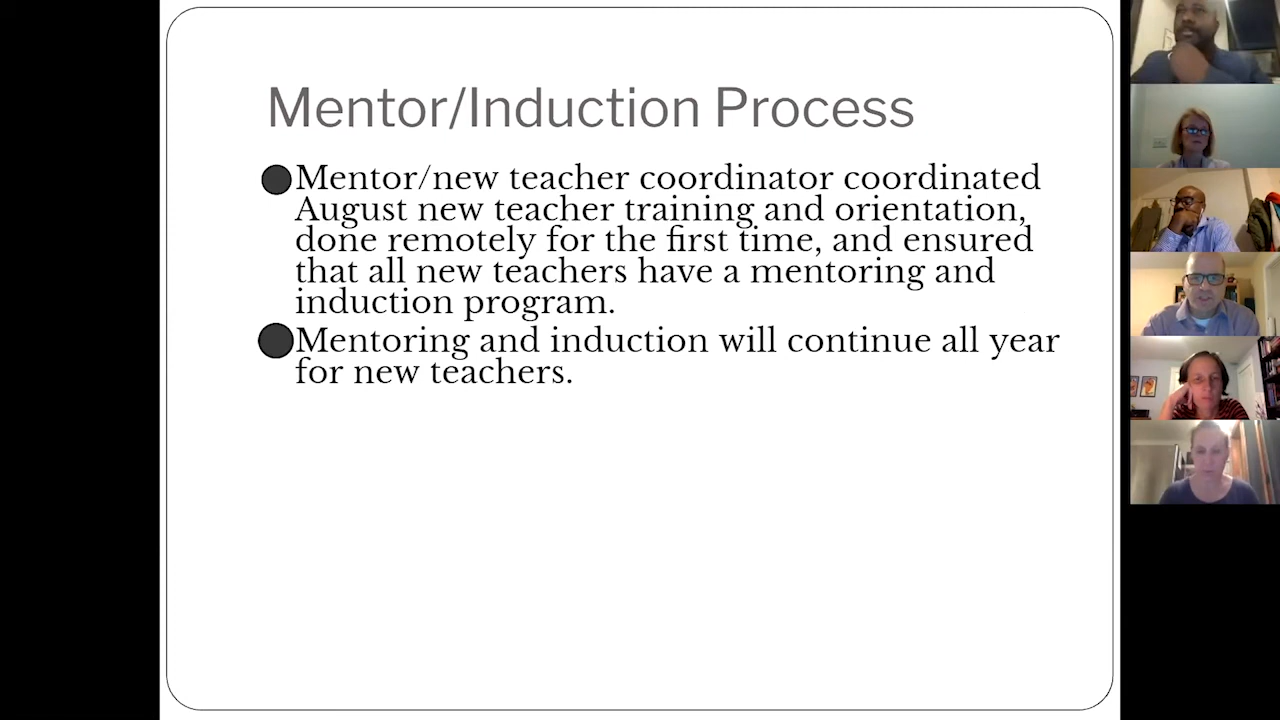 Mentor/Induction Process
Mentor/new teacher coordinator coordinated
August new teacher training and orientation,
done remotely for the first time, and ensured
that all new teachers have a mentoring and
induction program.
Mentoring and induction will continue all year
for new teachers.